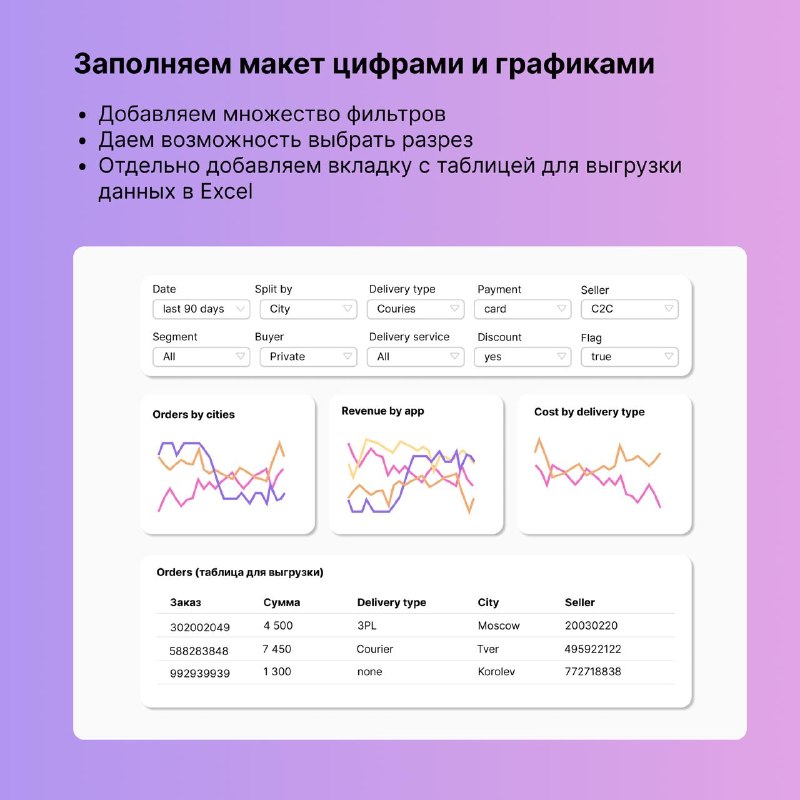 Заполняем макет цифрами и графиками
• Добавляем множество фильтров
• Даем возможность выбрать разрез
• Отдельно добавляем вкладку с таблицей для выгрузки
данных в Excel
Date Split by Delivery type Payment Seller
last 90 days City Couries card C2C
Segment Buyer Delivery service Discount Flag
All Private All yes true
Orders by cities Revenue by app Cost by delivery type
Orders (таблица для выгрузки)
Заказ Сумма Delivery type City Seller
302002049 4 500 3PL Moscow 20030220
588283848 7 450 Courier Tver 495922122
992939939 1 300 none Korolev 772718838